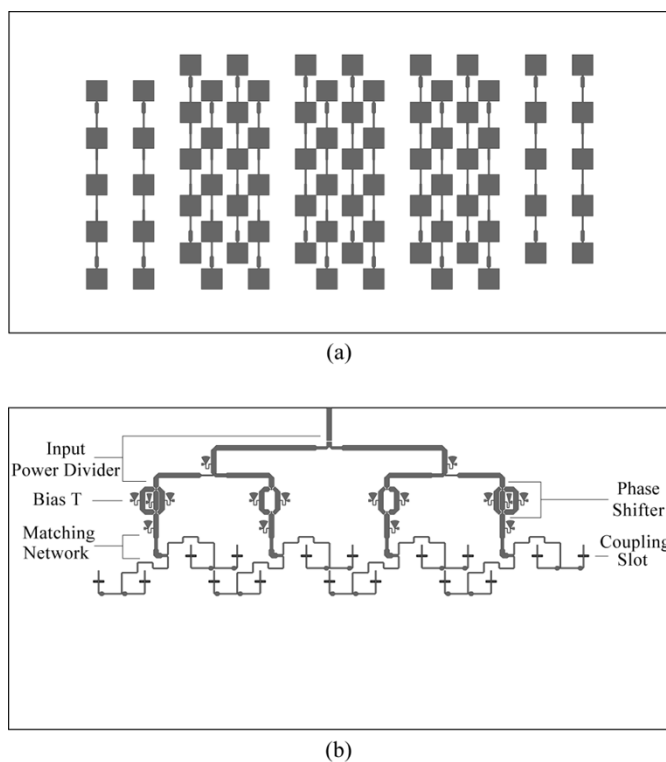 (a)
Input
Power Divider
Bias T
Matching
Network
Phase
Shifter
Coupling
Slot
(b)